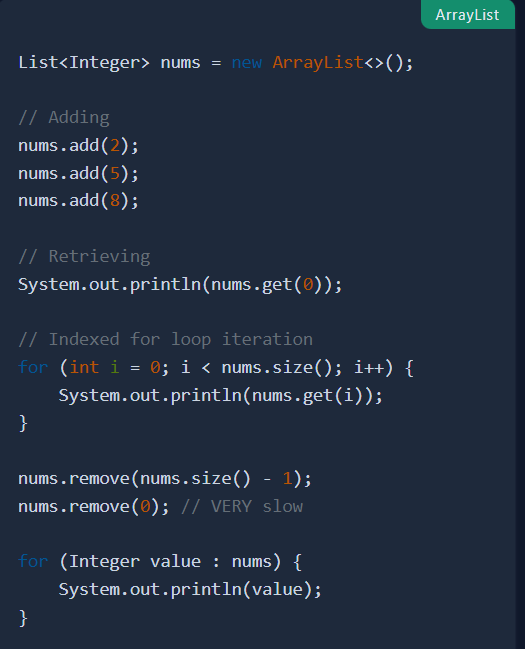 ArrayList
List<Integer> nums = new ArrayList<>();
// Adding
nums.add(2);
nums.add(5);
nums.add(8);
// Retrieving
System.out.println(nums.get(0));
// Indexed for loop iteration
for (int i = 0; i < nums.size(); i++) {
    System.out.println(nums.get(i));
}
nums.remove(nums.size() - 1);
nums.remove(0); // VERY slow
for (Integer value : nums) {
    System.out.println(value);
}